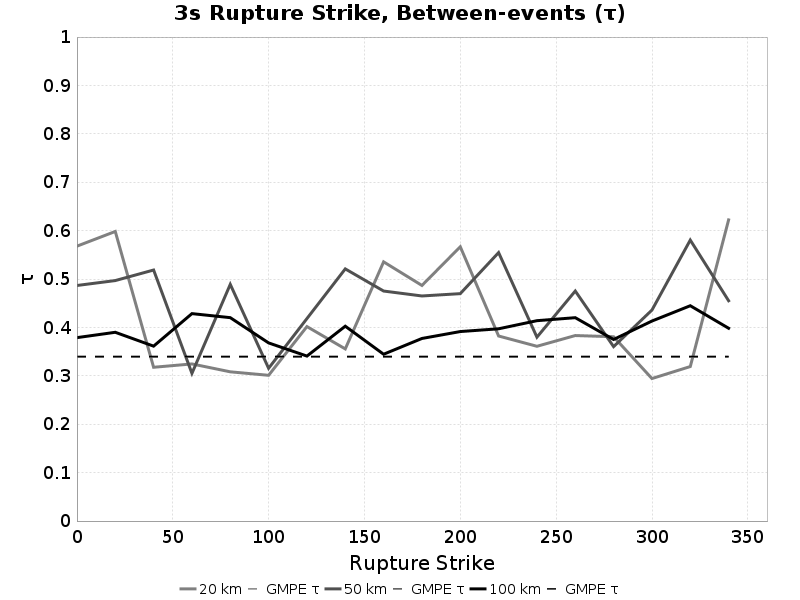 3s Rupture Strike, Between-events (τ)
1
0.9
0.8
0.7
0.6
0.5
0.4
0.3
0.2
0.1
0
τ
0 50 100 150 200 250 300 350
Rupture Strike
20 km GMPE τ 50 km GMPE τ 100 km GMPE τ